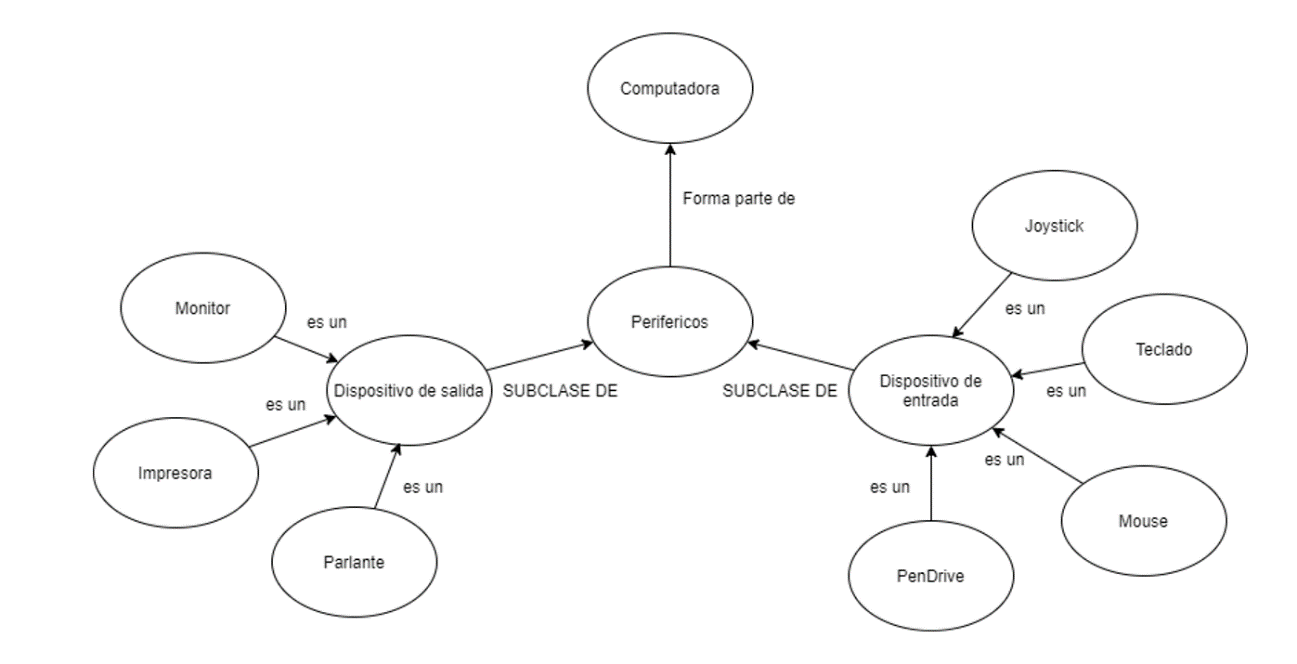 Computadora
Forma parte de
Joystick
Monitor
es un
Perifericos
es un
Teclado
Dispositivo de salida
SUBCLASE DE
SUBCLASE DE
Dispositivo de
entrada
es un
es un
Impresora
es un
es un
es un
Mouse
Parlante
PenDrive